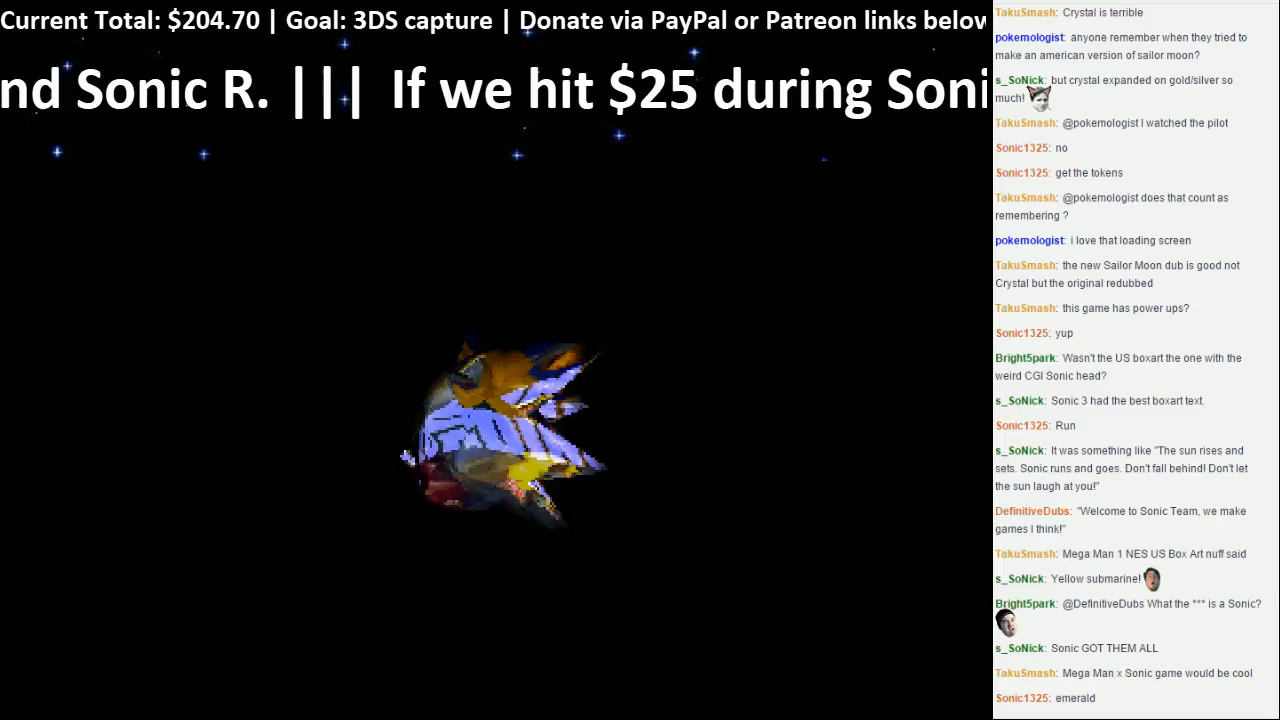 Current Total: $204.70 | Goal: 3DS capture | Donate via PayPal or Patreon links below
nd Sonic R. ||| If we hit $25 during Soni
TakuSmash: Crystal is terrible
pokemologist: anyone remember when they tried to
make an american version of sailor moon?
s_SoNick: but crystal expanded on gold/silver so
much!
TakuSmash: @pokemologist I watched the pilot
Sonic1325: no
Sonic1325: get the tokens
TakuSmash: @pokemologist does that count as
remembering ?
pokemologist: i love that loading screen
TakuSmash: the new Sailor Moon dub is good not
Crystal but the original redubbed
TakuSmash: this game has power ups?
Sonic1325: yup
Bright5park: Wasn't the US boxart the one with the
weird CGI Sonic head?
s_SoNick: Sonic 3 had the best boxart text.
Sonic1325: Run
s_SoNick: It was something like "The sun rises and
sets. Sonic runs and goes. Don't fall behind! Don't let
the sun laugh at you!"
DefinitiveDubs: "Welcome to Sonic Team, we make
games I think!"
TakuSmash: Mega Man 1 NES US Box Art nuff said
s_SoNick: Yellow submarine!
Bright5park: @DefinitiveDubs What the *** is a Sonic?
s_SoNick: Sonic GOT THEM ALL
TakuSmash: Mega Man x Sonic game would be cool
Sonic1325: emerald